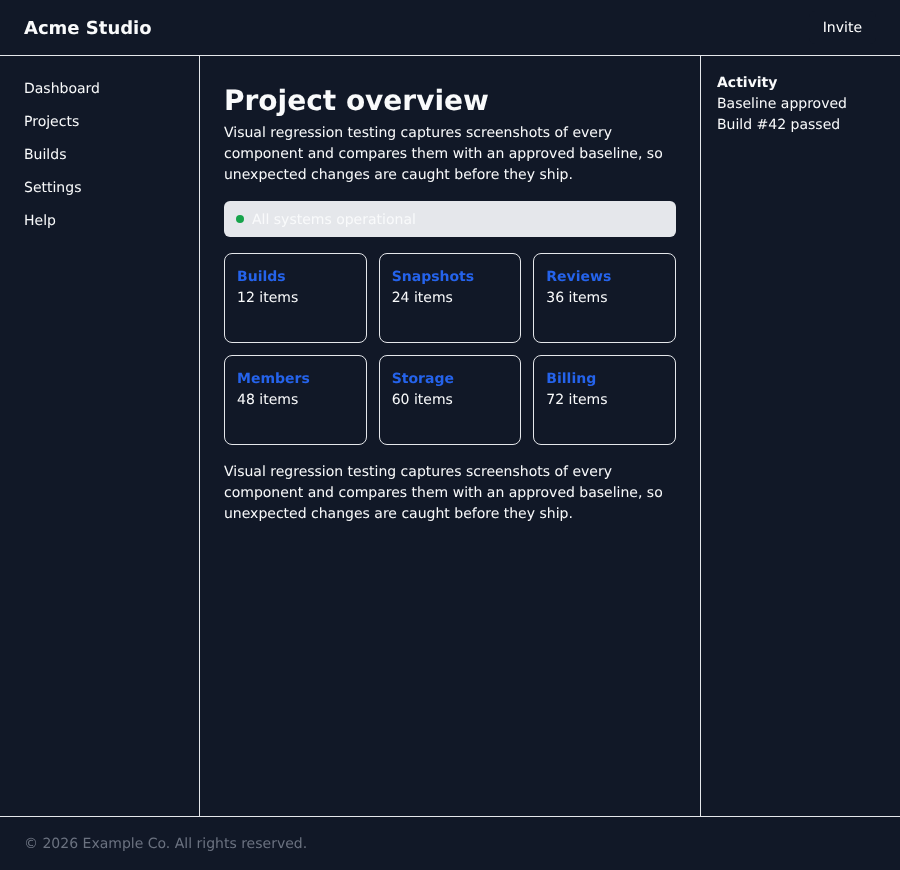 Acme Studio
Invite
Dashboard
Projects
Builds
Settings
Help
Project overview
Visual regression testing captures screenshots of every
component and compares them with an approved baseline, so
unexpected changes are caught before they ship.
All systems operational
Builds
12 items
Snapshots
24 items
Reviews
36 items
Members
48 items
Storage
60 items
Billing
72 items
Visual regression testing captures screenshots of every
component and compares them with an approved baseline, so
unexpected changes are caught before they ship.
Activity
Baseline approved
Build #42 passed
© 2026 Example Co. All rights reserved.